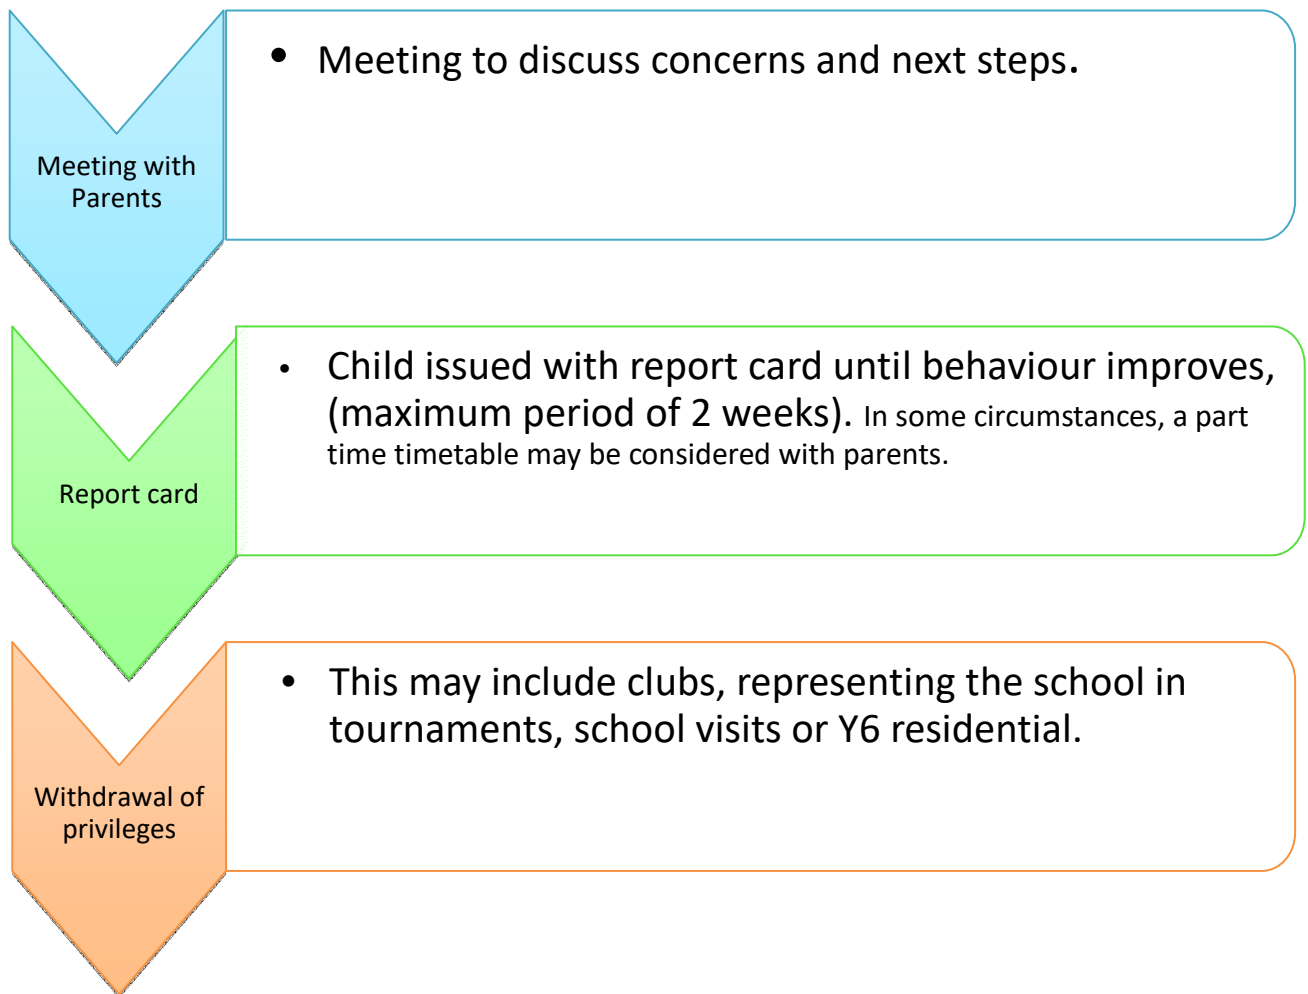 Meeting with
Parents
• Meeting to discuss concerns and next steps.
Report card
• Child issued with report card until behaviour improves,
(maximum period of 2 weeks). In some circumstances, a part
time timetable may be considered with parents.
Withdrawal of
privileges
• This may include clubs, representing the school in
tournaments, school visits or Y6 residential.